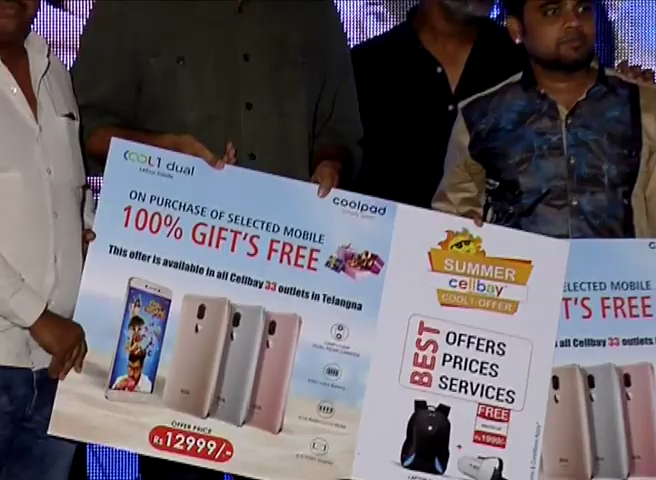 COOL1 dual
coolpad
ON PURCHASE OF SELECTED MOBILE
100% GIFT'S FREE
This offer is available in all Cellbay 33 outlets in Telangna
OFFER PRICE
Rs 12999/-
SUMMER
cellbay
COOL1 OFFER
BEST
OFFERS
PRICES
SERVICES
FREE
+
SELECTED MOBILE
T'S FREE
all Cellbay 33 outlets